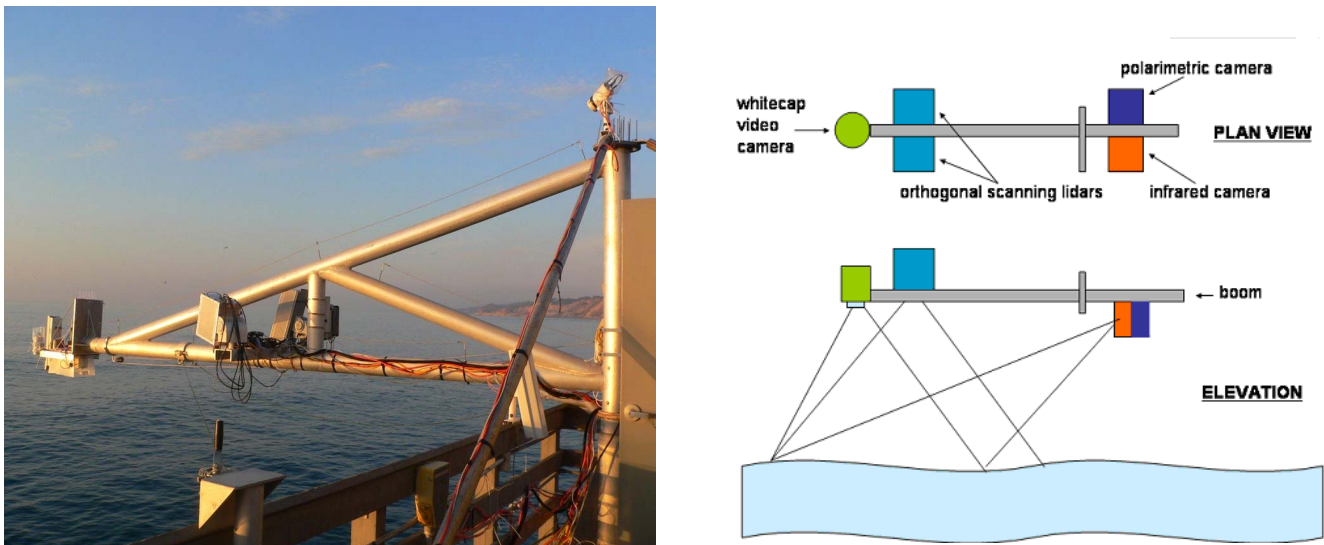 polarimetric camera
whitecap
video
camera
PLAN VIEW
orthogonal scanning lidars
infrared camera
boom
ELEVATION